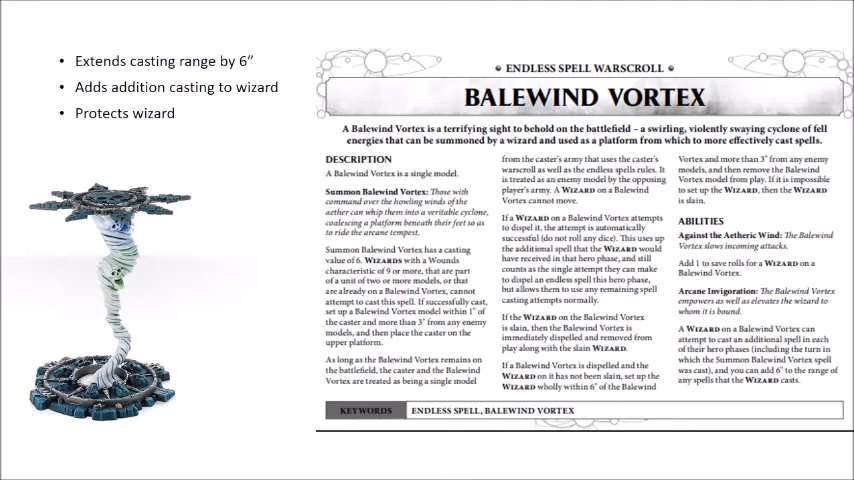 • Extends casting range by 6”
• Adds addition casting to wizard
• Protects wizard
• ENDLESS SPELL WARSCROLL •
BALEWIND VORTEX
A Balewind Vortex is a terrifying sight to behold on the battlefield – a swirling, violently swaying cyclone of fell
energies that can be summoned by a wizard and used as a platform from which to more effectively cast spells.
DESCRIPTION
A Balewind Vortex is a single model.
Summon Balewind Vortex: Those with
command over the howling winds of the
aether can whip them into a veritable cyclone,
coalescing a platform beneath their feet so as
to ride the arcane tempest.
Summon Balewind Vortex has a casting
value of 6. WIZARDS with a Wounds
characteristic of 9 or more, that are part
of a unit of two or more models, or that
are already on a Balewind Vortex, cannot
attempt to cast this spell. If successfully cast,
set up a Balewind Vortex model within 1" of
the caster and more than 3" from any enemy
models, and then place the caster on the
upper platform.
As long as the Balewind Vortex remains on
the battlefield, the caster and the Balewind
Vortex are treated as being a single model
from the caster's army that uses the caster's
warscroll as well as the endless spells rules. It
is treated as an enemy model by the opposing
player's army. A WIZARD on a Balewind
Vortex cannot move.
If a WIZARD on a Balewind Vortex attempts
to dispel it, the attempt is automatically
successful (do not roll any dice). This uses up
the additional spell that the WIZARD would
have received in that hero phase, and still
counts as the single attempt they can make
to dispel an endless spell this hero phase,
but allows them to use any remaining spell
casting attempts normally.
If the WIZARD on the Balewind Vortex
is slain, then the Balewind Vortex is
immediately dispelled and removed from
play along with the slain WIZARD.
If a Balewind Vortex is dispelled and the
WIZARD on it has not been slain, set up the
WIZARD wholly within 6" of the Balewind
Vortex and more than 3" from any enemy
models, and then remove the Balewind
Vortex model from play. If it is impossible
to set up the WIZARD, then the WIZARD
is slain.
ABILITIES
Against the Aetheric Wind: The Balewind
Vortex slows incoming attacks.
Add 1 to save rolls for a WIZARD on a
Balewind Vortex.
Arcane Invigoration: The Balewind Vortex
empowers as well as elevates the wizard to
whom it is bound.
A WIZARD on a Balewind Vortex can
attempt to cast an additional spell in each
of their hero phases (including the turn in
which the Summon Balewind Vortex spell
was cast), and you can add 6" to the range of
any spells that the WIZARD casts.
KEYWORDS
ENDLESS SPELL, BALEWIND VORTEX